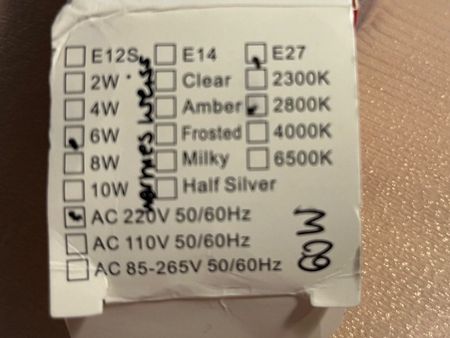 E12S E14 E27
2W Clear 2300K
4W Amber 2800K
6W Frosted 4000K
8W Milky 6500K
10W Half Silver
AC 220V 50/60Hz
AC 110V 50/60Hz
AC 85-265V 50/60Hz
warmes weiss
60W